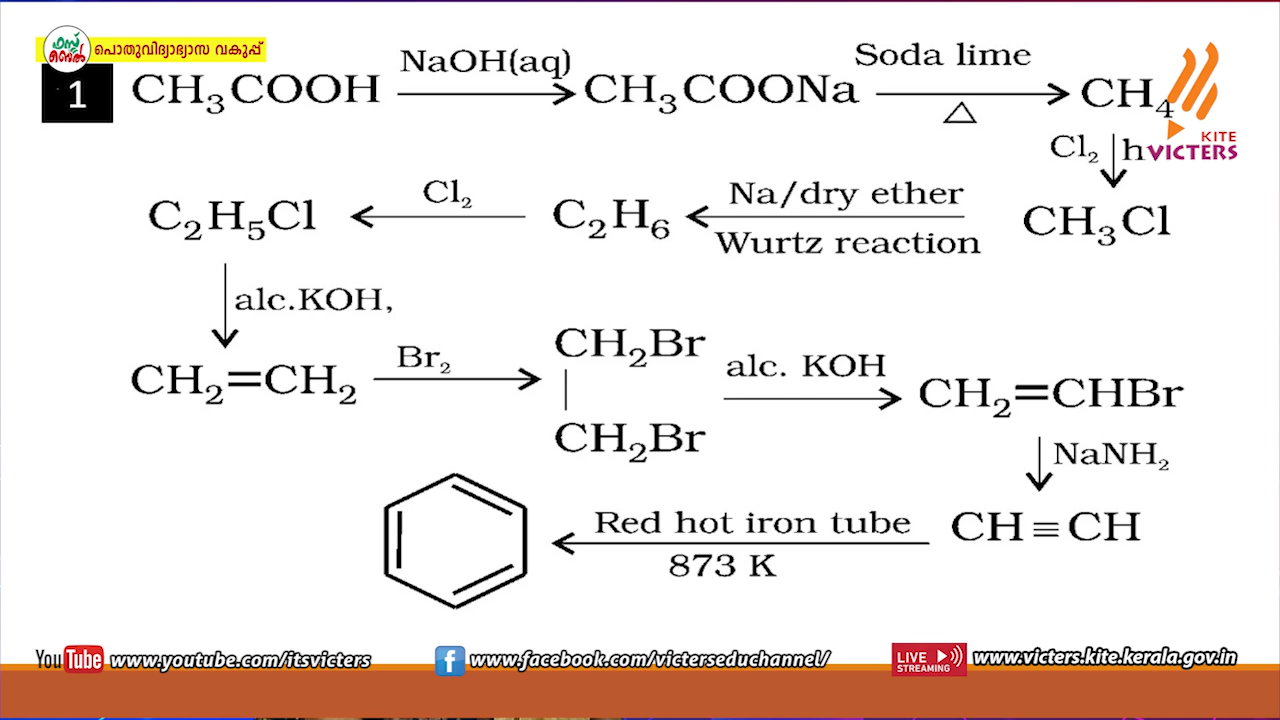 ഫസ്റ്റ്ബെൽ
പൊതുവിദ്യാഭ്യാസ വകുപ്പ്
1
CH₃COOH NaOH(aq) CH₃COONa Soda lime △ CH₄
KITE VICTERS
Cl₂ h
C₂H₅Cl Cl₂ C₂H₆ Na/dry ether Wurtz reaction CH₃Cl
alc.KOH,
CH₂=CH₂ Br₂ CH₂Br CH₂Br alc. KOH CH₂=CHBr
NaNH₂
Red hot iron tube 873 K CH≡CH
You Tube www.youtube.com/itsvicters f www.facebook.com/victerseduchannel/ LIVE STREAMING www.victers.kite.kerala.gov.in